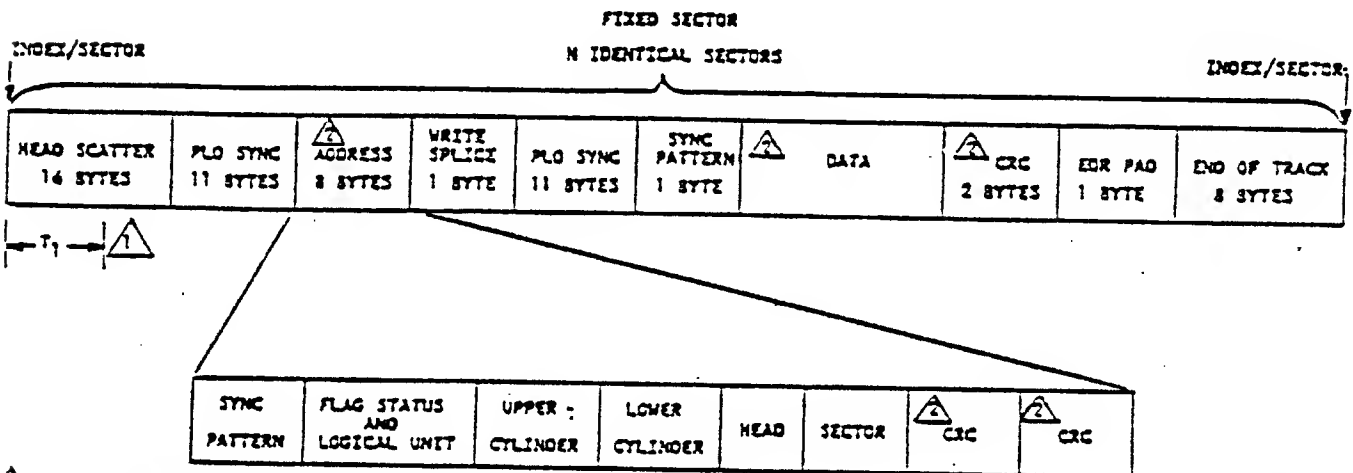 FIXED SECTOR
INDEX/SECTOR
N IDENTICAL SECTORS
INDEX/SECTOR
HEAD SCATTER
16 BYTES
PLO SYNC
11 BYTES
2
ADDRESS
8 BYTES
WRITE
SPLICE
1 BYTE
PLO SYNC
11 BYTES
SYNC
PATTERN
1 BYTE
2
DATA
2
CRC
2 BYTES
EOR PAD
1 BYTE
END OF TRACK
8 BYTES
T1
1
SYNC
PATTERN
FLAG STATUS
AND
LOGICAL UNIT
UPPER
CYLINDER
LOWER
CYLINDER
HEAD
SECTOR
2
CRC
2
CRC